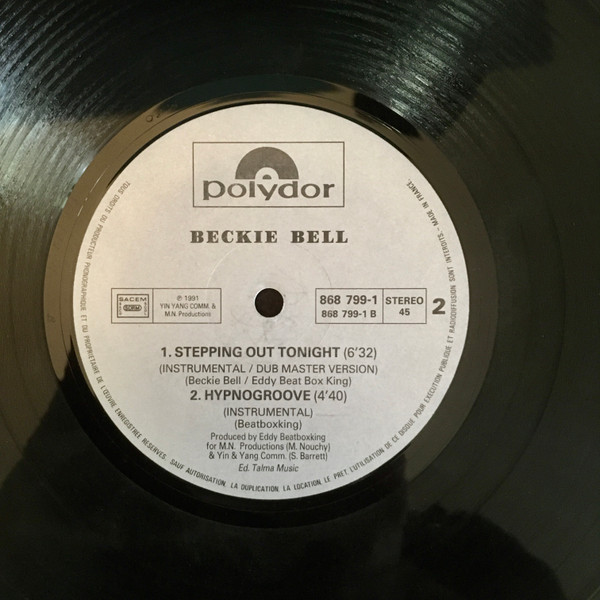 polydor
BECKIE BELL
SACEM
SDRM
℗ 1991
YIN YANG COMM. &
M.N. Productions
868 799-1
868 799-1 B
STEREO
45
2
1. STEPPING OUT TONIGHT (6'32)
(INSTRUMENTAL / DUB MASTER VERSION)
(Beckie Bell / Eddy Beat Box King)
2. HYPNOGROOVE (4'40)
(INSTRUMENTAL)
(Beatboxking)
Produced by Eddy Beatboxking
for M.N. Productions (M. Nouchy)
& Yin & Yang Comm. (S. Barrett)
Ed. Talma Music
TOUS DROITS DU PRODUCTEUR PHONOGRAPHIQUE ET DU PROPRIETAIRE DE L'ŒUVRE ENREGISTREE RESERVES. SAUF AUTORISATION, LA DUPLICATION, LA LOCATION, LE PRET, L'UTILISATION DE CE DISQUE POUR EXECUTION PUBLIQUE ET RADIODIFFUSION SONT INTERDITS. - MADE IN FRANCE.